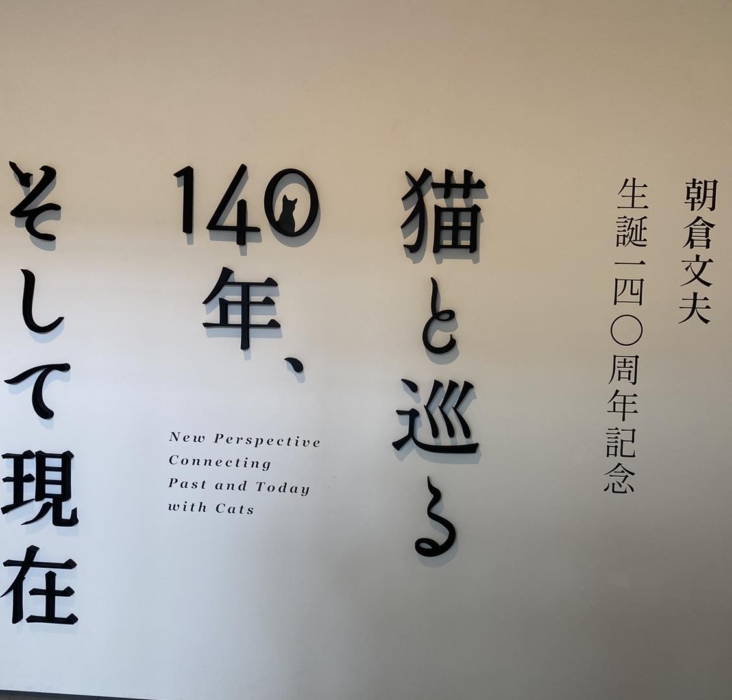 朝倉文夫
生誕一四〇周年記念
猫と巡る
140年、
そして現在
New Perspective
Connecting
Past and Today
with Cats